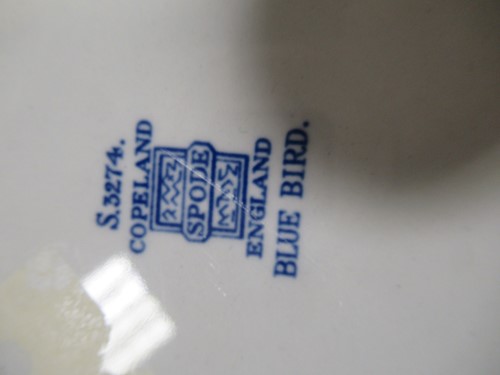 S.3274.
COPELAND
SPODE
ENGLAND
BLUE BIRD.